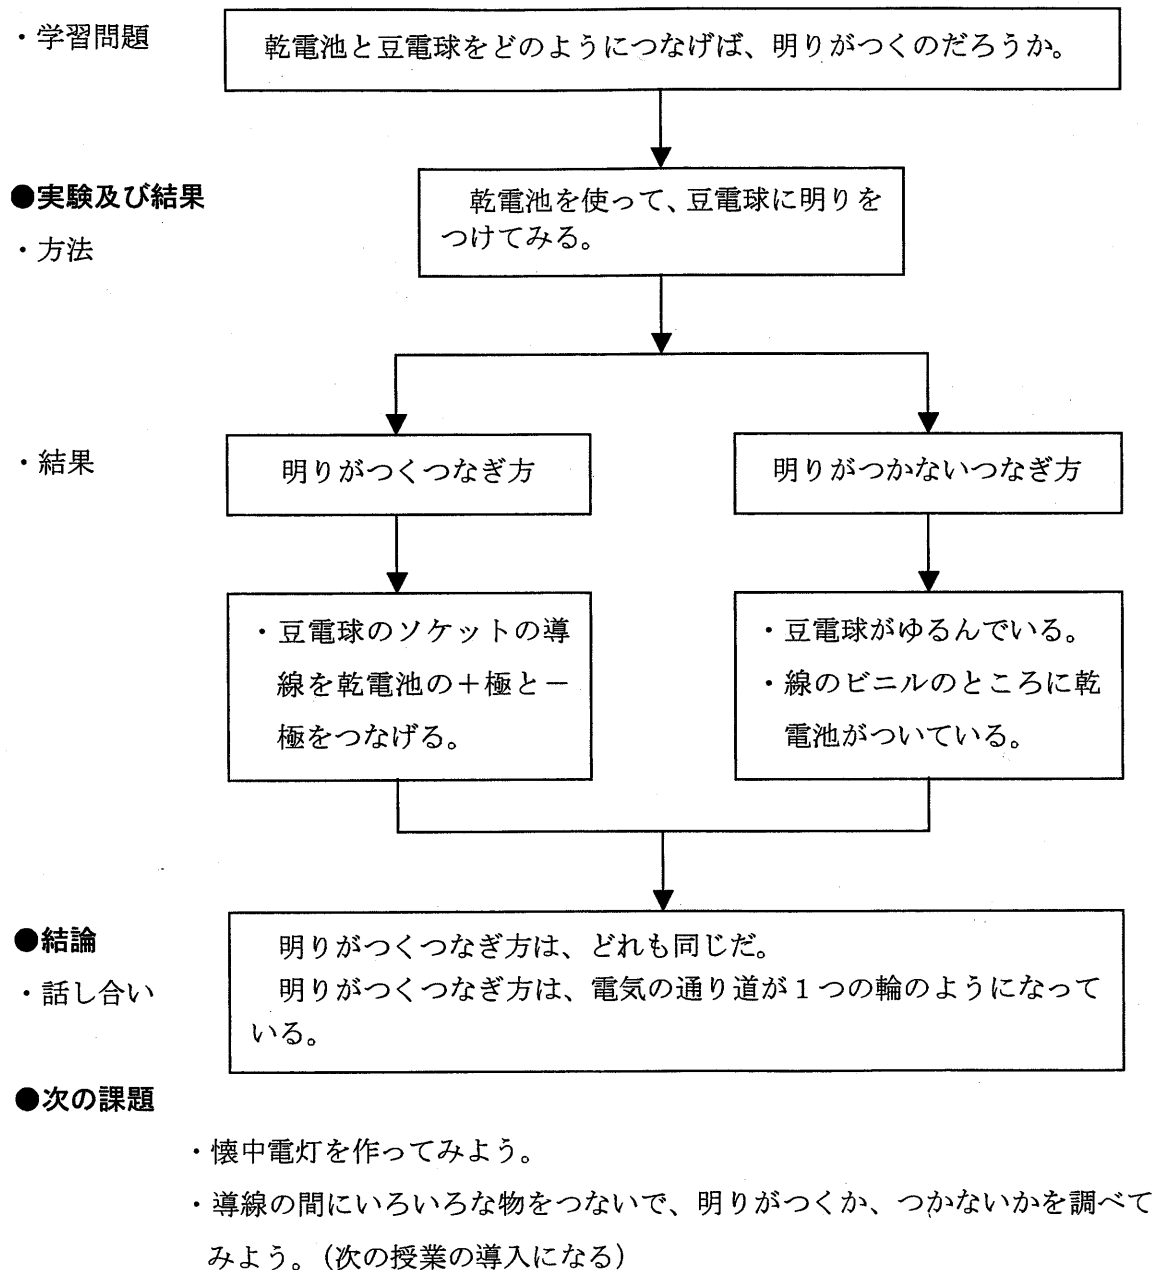 ・学習問題
乾電池と豆電球をどのようにつなげば、明りがつくのだろうか。
●実験及び結果
・方法
乾電池を使って、豆電球に明りを
つけてみる。
・結果
明りがつくつなぎ方
明りがつかないつなぎ方
・豆電球のソケットの導
線を乾電池の＋極と－
極をつなげる。
・豆電球がゆるんでいる。
・線のビニルのところに乾
電池がついている。
●結論
・話し合い
明りがつくつなぎ方は、どれも同じだ。
明りがつくつなぎ方は、電気の通り道が１つの輪のようになって
いる。
●次の課題
・懐中電灯を作ってみよう。
・導線の間にいろいろな物をつないで、明りがつくか、つかないかを調べて
みよう。（次の授業の導入になる）